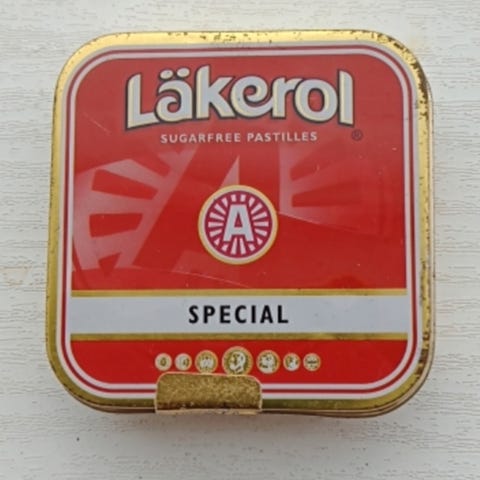 Läkerol
SUGARFREE PASTILLES ®
A
SPECIAL